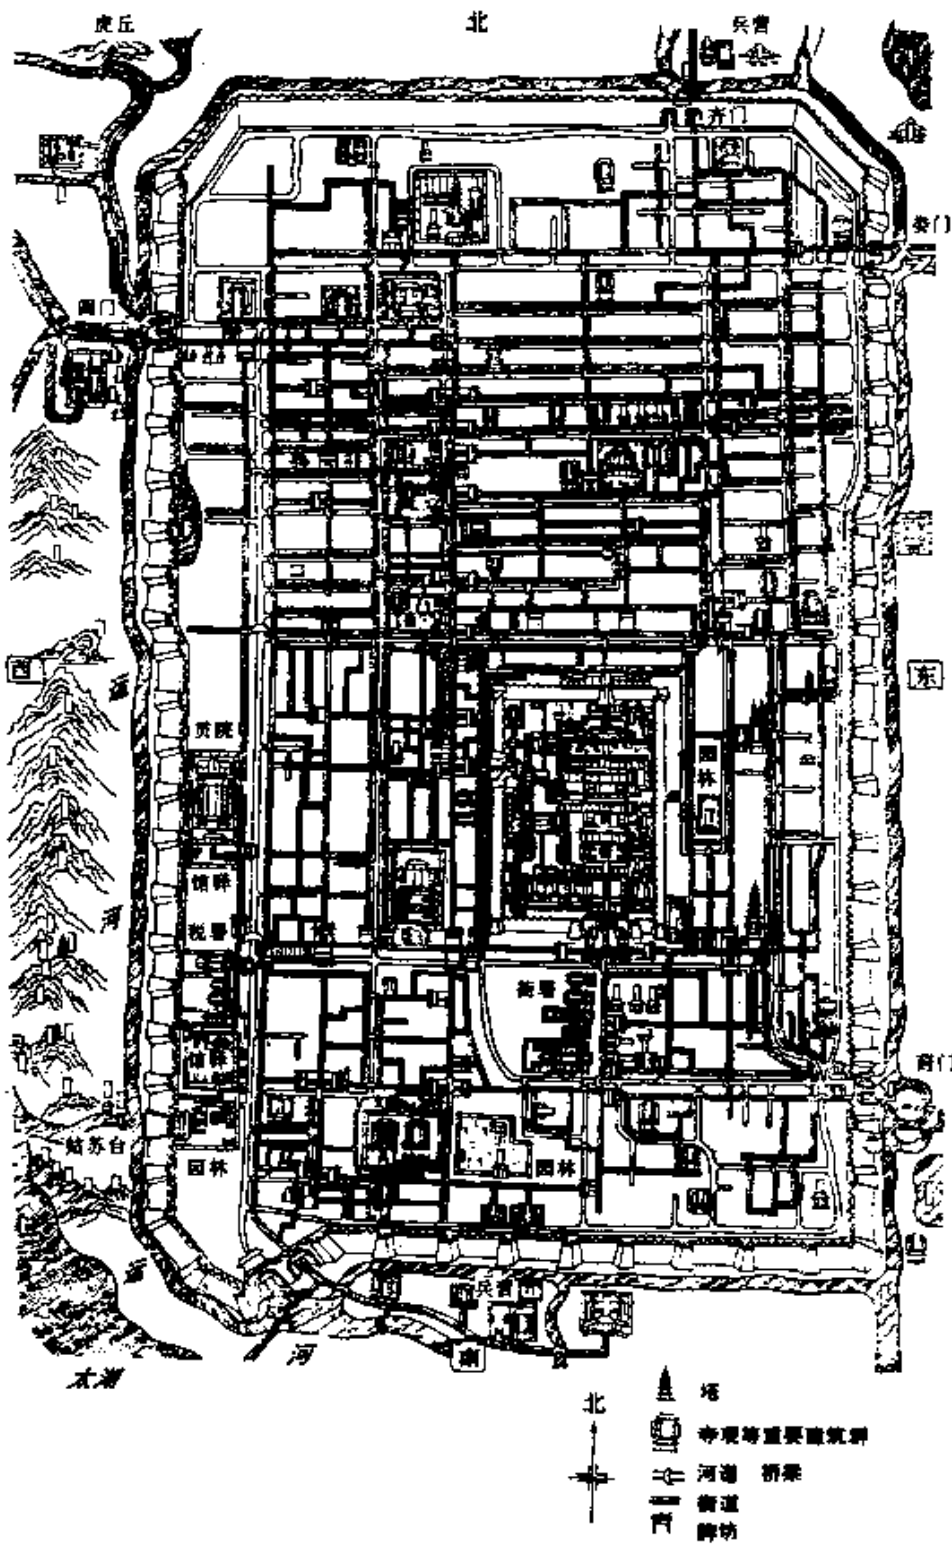 虎丘
北
兵营
齐门
娄门
阊门
西
东
运
贡院
园林
馆驿
河
税署
衙署
馆驿
葑门
姑苏台
园林
园林
运
兵营
河
南
太湖
北
塔
寺观等重要建筑群
河道 桥梁
街道
牌坊